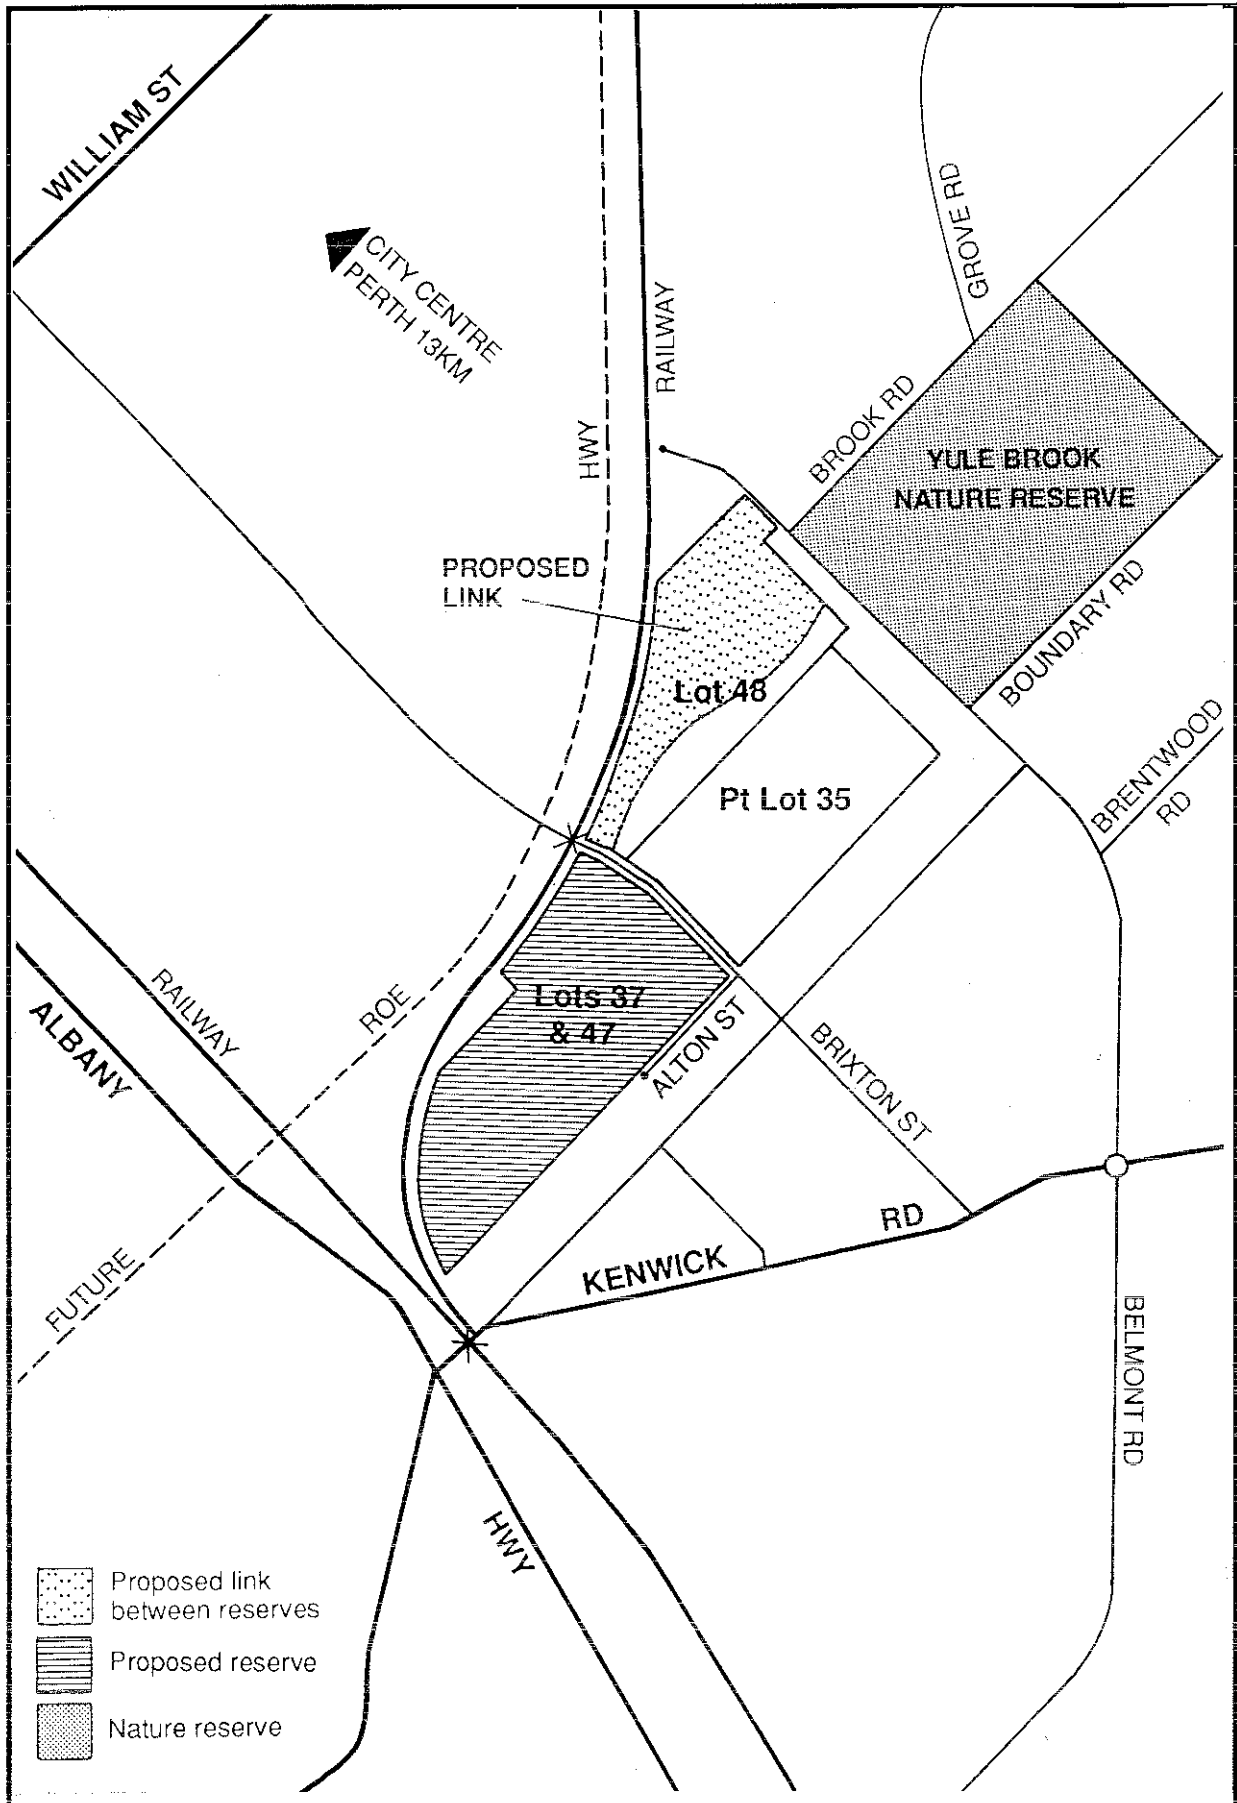 WILLIAM ST
CITY CENTRE
PERTH 13KM
GROVE RD
RAILWAY
HWY
BROOK RD
YULE BROOK
NATURE RESERVE
PROPOSED
LINK
BOUNDARY RD
Lot 48
BRENTWOOD
RD
Pt Lot 35
RAILWAY
ROE
ALBANY
Lots 37
& 47
ALTON ST
BRIXTON ST
RD
KENWICK
FUTURE
BELMONT RD
HWY
Proposed link
between reserves
Proposed reserve
Nature reserve